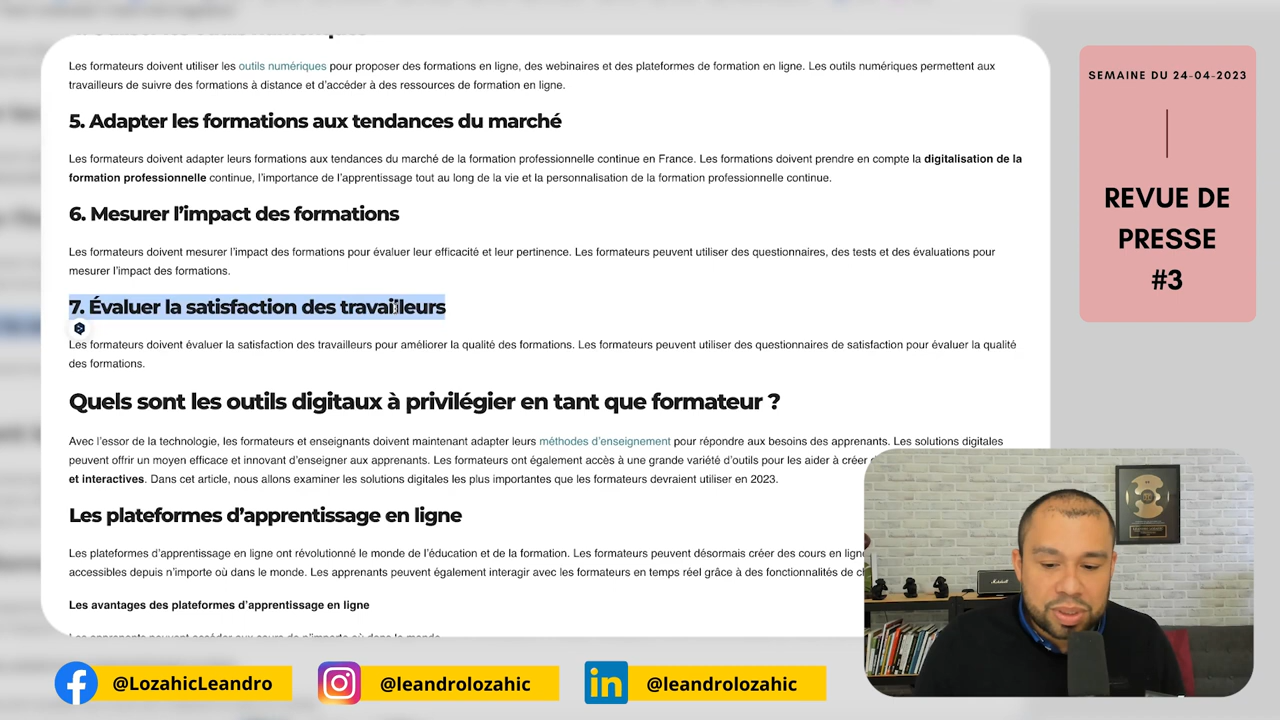 Les formateurs doivent utiliser les outils numériques pour proposer des formations en ligne, des webinaires et des plateformes de formation en ligne. Les outils numériques permettent aux
travailleurs de suivre des formations à distance et d'accéder à des ressources de formation en ligne.
5. Adapter les formations aux tendances du marché
Les formateurs doivent adapter leurs formations aux tendances du marché de la formation professionnelle continue en France. Les formations doivent prendre en compte la digitalisation de la
formation professionnelle continue, l'importance de l'apprentissage tout au long de la vie et la personnalisation de la formation professionnelle continue.
6. Mesurer l'impact des formations
Les formateurs doivent mesurer l'impact des formations pour évaluer leur efficacité et leur pertinence. Les formateurs peuvent utiliser des questionnaires, des tests et des évaluations pour
mesurer l'impact des formations.
7. Évaluer la satisfaction des travailleurs
Les formateurs doivent évaluer la satisfaction des travailleurs pour améliorer la qualité des formations. Les formateurs peuvent utiliser des questionnaires de satisfaction pour évaluer la qualité
des formations.
Quels sont les outils digitaux à privilégier en tant que formateur ?
Avec l'essor de la technologie, les formateurs et enseignants doivent maintenant adapter leurs méthodes d'enseignement pour répondre aux besoins des apprenants. Les solutions digitales
peuvent offrir un moyen efficace et innovant d'enseigner aux apprenants. Les formateurs ont également accès à une grande variété d'outils pour les aider à créer
et interactives. Dans cet article, nous allons examiner les solutions digitales les plus importantes que les formateurs devraient utiliser en 2023.
Les plateformes d'apprentissage en ligne
Les plateformes d'apprentissage en ligne ont révolutionné le monde de l'éducation et de la formation. Les formateurs peuvent désormais créer des cours en ligne
accessibles depuis n'importe où dans le monde. Les apprenants peuvent également interagir avec les formateurs en temps réel grâce à des fonctionnalités de
Les avantages des plateformes d'apprentissage en ligne
SEMAINE DU 24-04-2023
REVUE DE
PRESSE
#3
@LozahicLeandro
@leandrolozahic
@leandrolozahic